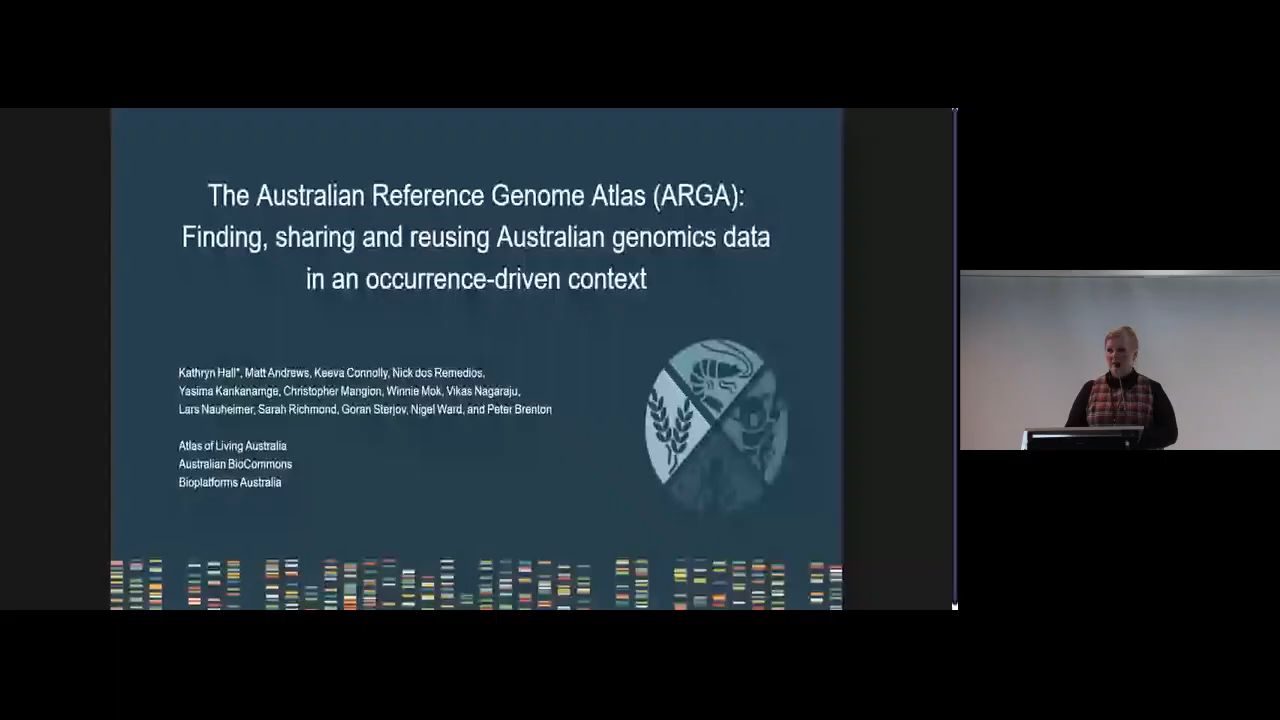 The Australian Reference Genome Atlas (ARGA):
Finding, sharing and reusing Australian genomics data
in an occurrence-driven context
Kathryn Hall*, Matt Andrews, Keeva Connolly, Nick dos Remedios,
Yasima Kankanamge, Christopher Mangion, Winnie Mok, Vikas Nagaraju,
Lars Nauheimer, Sarah Richmond, Goran Sterjov, Nigel Ward, and Peter Brenton
Atlas of Living Australia
Australian BioCommons
Bioplatforms Australia